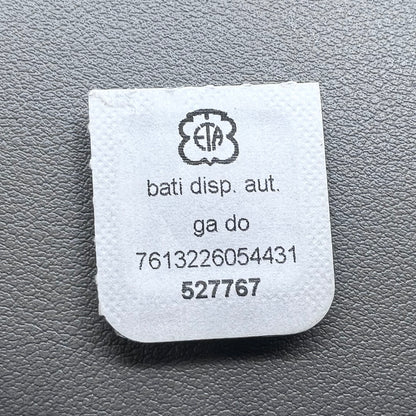 ETA
bati disp. aut.
ga do
7613226054431
527767